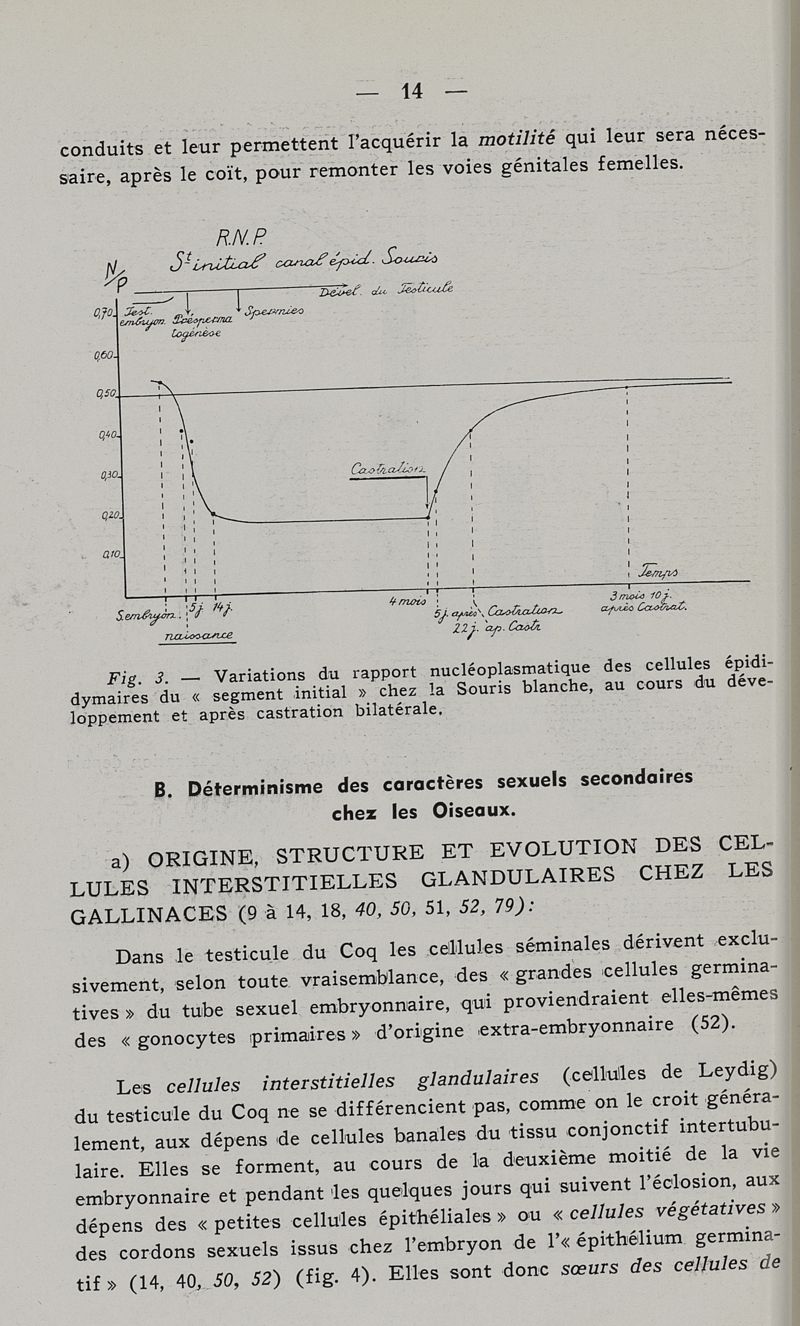 — 14 —
conduits et leur permettent l'acquérir la motilité qui leur sera néces-
saire, après le coït, pour remonter les voies génitales femelles.
R.N.P.
St initial canal épid. Souris
N/P
Dével. du Testicule
0,70
Test. embryon.
Préspermatogénèse
Spermies
0,60
0,50
0,40
0,30
Castration
0,20
0,10
Temps
S. embryon.
5j.
14j.
4 mois
5j. après Castration
3 mois 10j.
après Castrat.
naissance
22j. ap. Castr.
Fig. 3. — Variations du rapport nucléoplasmatique des cellules épidi-
dymaires du « segment initial » chez la Souris blanche, au cours du déve-
loppement et après castration bilatérale.
B. Déterminisme des caractères sexuels secondaires
chez les Oiseaux.
a) ORIGINE, STRUCTURE ET EVOLUTION DES CEL-
LULES INTERSTITIELLES GLANDULAIRES CHEZ LES
GALLINACES (9 à 14, 18, 40, 50, 51, 52, 79):
Dans le testicule du Coq les cellules séminales dérivent exclu-
sivement, selon toute vraisemblance, des « grandes cellules germina-
tives » du tube sexuel embryonnaire, qui proviendraient elles-mêmes
des « gonocytes primaires » d'origine extra-embryonnaire (52).
Les cellules interstitielles glandulaires (cellules de Leydig)
du testicule du Coq ne se différencient pas, comme on le croit généra-
lement, aux dépens de cellules banales du tissu conjonctif intertubu-
laire. Elles se forment, au cours de la deuxième moitié de la vie
embryonnaire et pendant les quelques jours qui suivent l'éclosion, aux
dépens des « petites cellules épithéliales » ou « cellules végétatives »
des cordons sexuels issus chez l'embryon de l'« épithélium germina-
tif » (14, 40, 50, 52) (fig. 4). Elles sont donc sœurs des cellules de